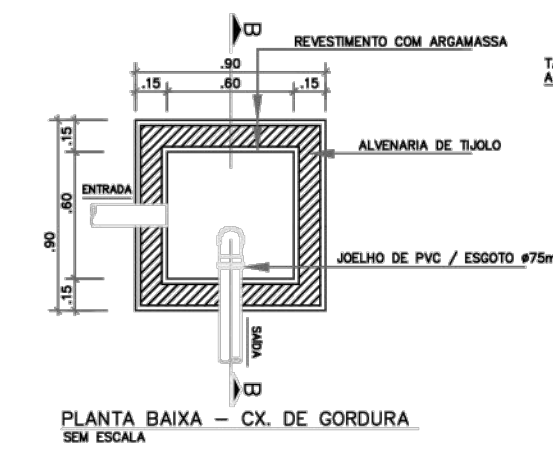 B
REVESTIMENTO COM ARGAMASSA
.90
.15 .60 .15
ALVENARIA DE TIJOLO
.15
ENTRADA
.60
.90
JOELHO DE PVC / ESGOTO ø75m
.15
SAÍDA
B
PLANTA BAIXA – CX. DE GORDURA
SEM ESCALA